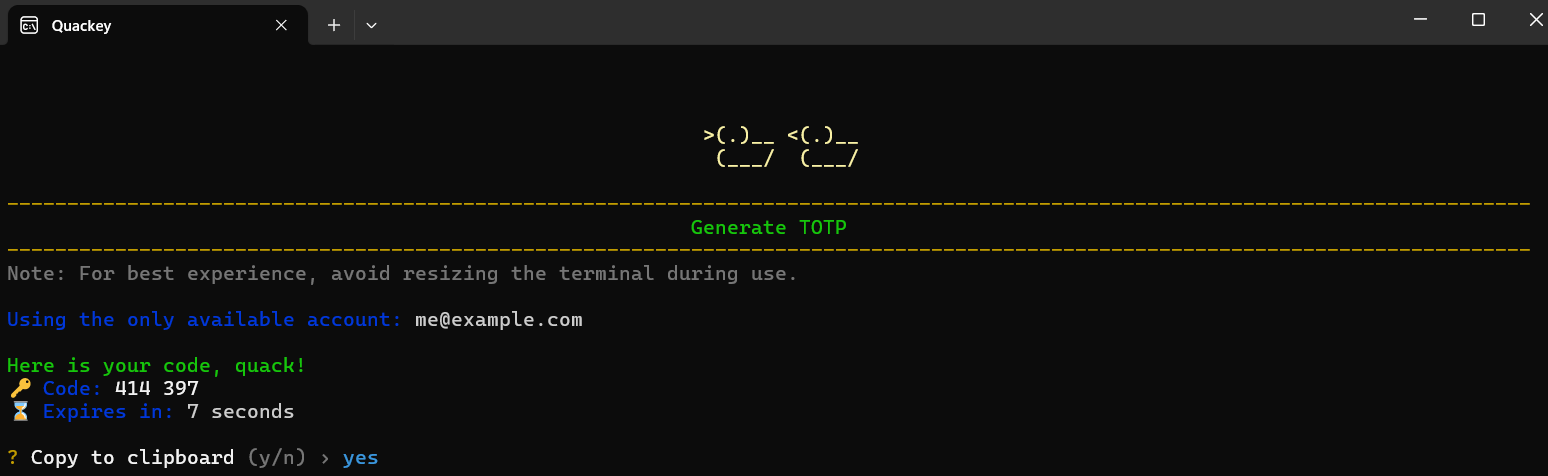 Quackey
>(.)__ <(.)__
 (___/  (___/
Generate TOTP
Note: For best experience, avoid resizing the terminal during use.
Using the only available account: me@example.com
Here is your code, quack!
🔑 Code: 414 397
⏳ Expires in: 7 seconds
? Copy to clipboard (y/n) › yes